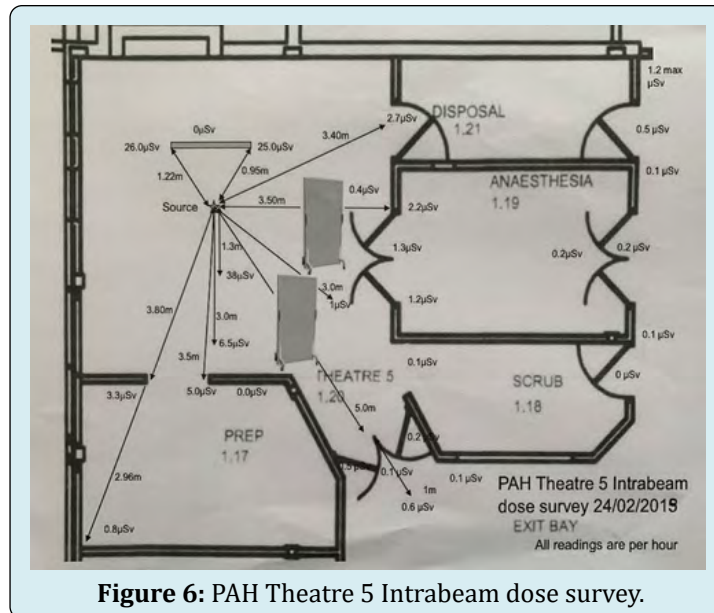 1.2 max
µSv
DISPOSAL
1.21
2.7µSv
0µSv
3.40m
0.5 µSv
26.0µSv
25.0µSv
0.1 µSv
1.22m
0.95m
ANAESTHESIA
1.19
0.4µSv
3.50m
Source
2.2µSv
1.3m
1.3µSv
0.2µSv
0.2 µSv
38µSv
3.0m
1µSv
1.2µSv
3.80m
3.0m
6.5µSv
3.5m
0.1 µSv
0.1µSv
THEATRE 5
1.20
SCRUB
1.18
0 µSv
3.3µSv
5.0µSv
0.0µSv
5.0m
PREP
1.17
0.2µSv
0.1 µSv
0.1 µSv
2.96m
1m
0.6 µSv
0.8µSv
PAH Theatre 5 Intrabeam
dose survey 24/02/2015
EXIT BAY
All readings are per hour
Figure 6: PAH Theatre 5 Intrabeam dose survey.